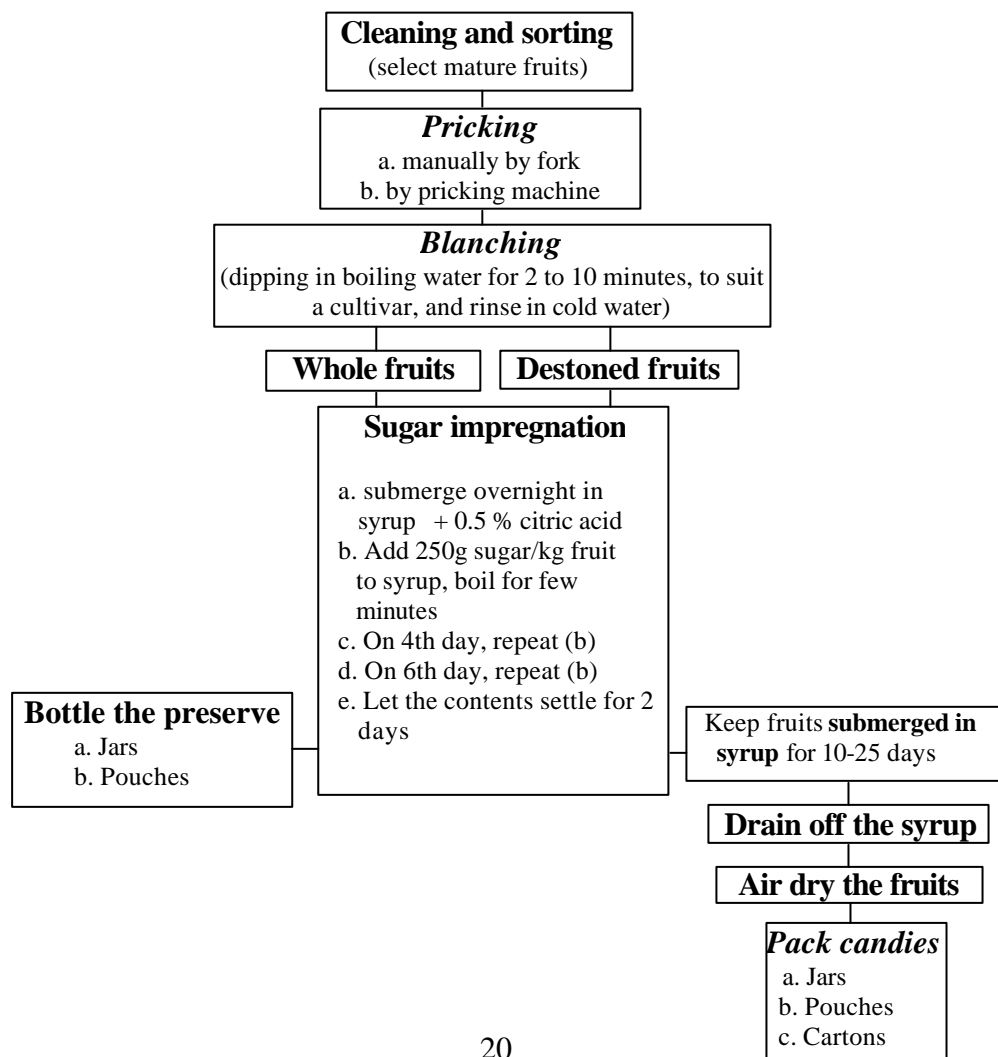 Cleaning and sorting
(select mature fruits)
Pricking
a. manually by fork
b. by pricking machine
Blanching
(dipping in boiling water for 2 to 10 minutes, to suit
a cultivar, and rinse in cold water)
Whole fruits
Destoned fruits
Sugar impregnation
a. submerge overnight in
syrup + 0.5 % citric acid
b. Add 250g sugar/kg fruit
to syrup, boil for few
minutes
c. On 4th day, repeat (b)
d. On 6th day, repeat (b)
e. Let the contents settle for 2
days
Bottle the preserve
a. Jars
b. Pouches
Keep fruits submerged in
syrup for 10-25 days
Drain off the syrup
Air dry the fruits
Pack candies
a. Jars
b. Pouches
c. Cartons
20